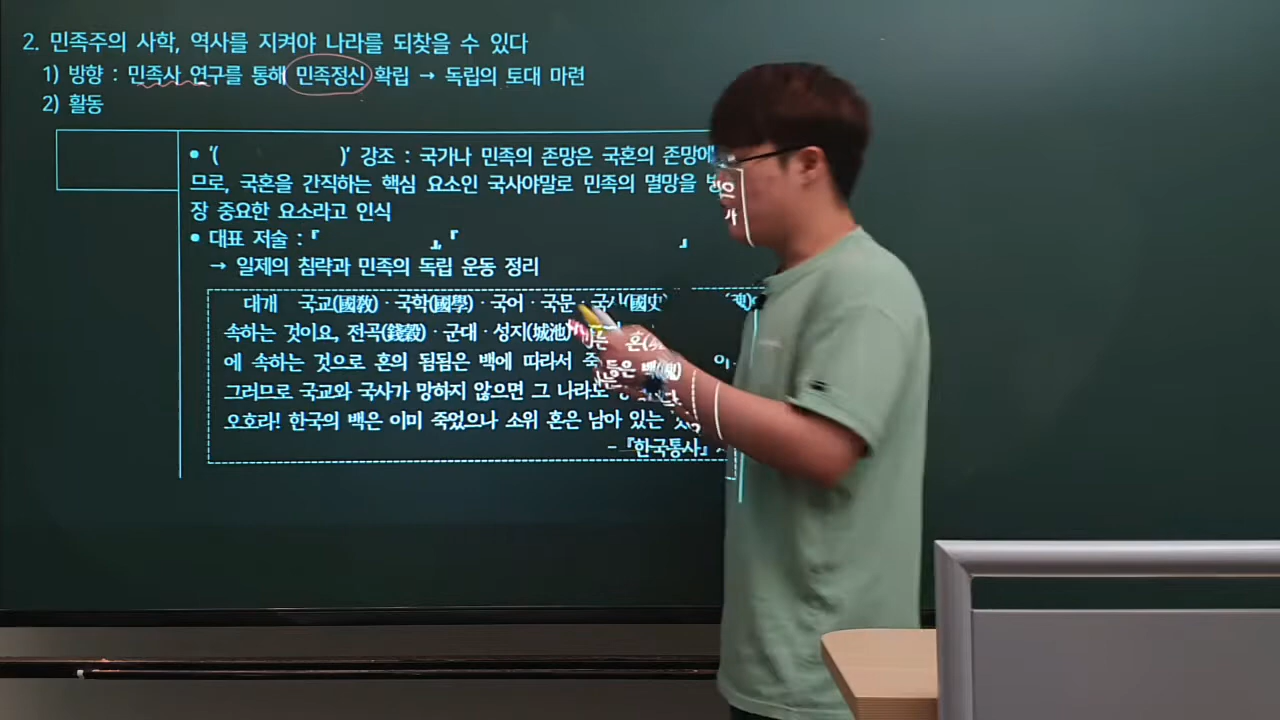 2. 민족주의 사학, 역사를 지켜야 나라를 되찾을 수 있다
1) 방향 : 민족사 연구를 통해 민족정신 확립 → 독립의 토대 마련
2) 활동
• '( )' 강조 : 국가나 민족의 존망은 국혼의 존망에
므로, 국혼을 간직하는 핵심 요소인 국사야말로 민족의 멸망을
장 중요한 요소라고 인식
• 대표 저술 : 『 』, 『 』
→ 일제의 침략과 민족의 독립 운동 정리
대개 국교(國敎) · 국학(國學) · 국어 · 국문 · 국사(國史)
속하는 것이요, 전곡(錢穀) · 군대 · 성지(城池)
에 속하는 것으로 혼의 됨됨은 백에 따라서
그러므로 국교와 국사가 망하지 않으면 그 나라도
오호라! 한국의 백은 이미 죽었으나 소위 혼은 남아 있는
- 『한국통사』